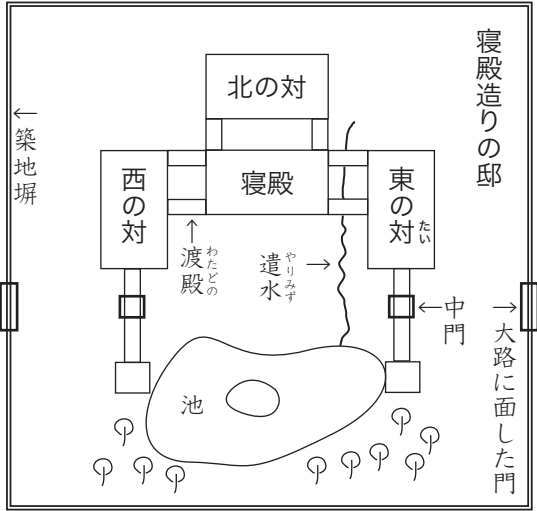 寝殿造りの邸
北の対
寝殿
西の対
東の対
たい
←築地塀
↑
渡殿
わたどの
遣水→
やりみず
←中門
→
大路に面した門
池